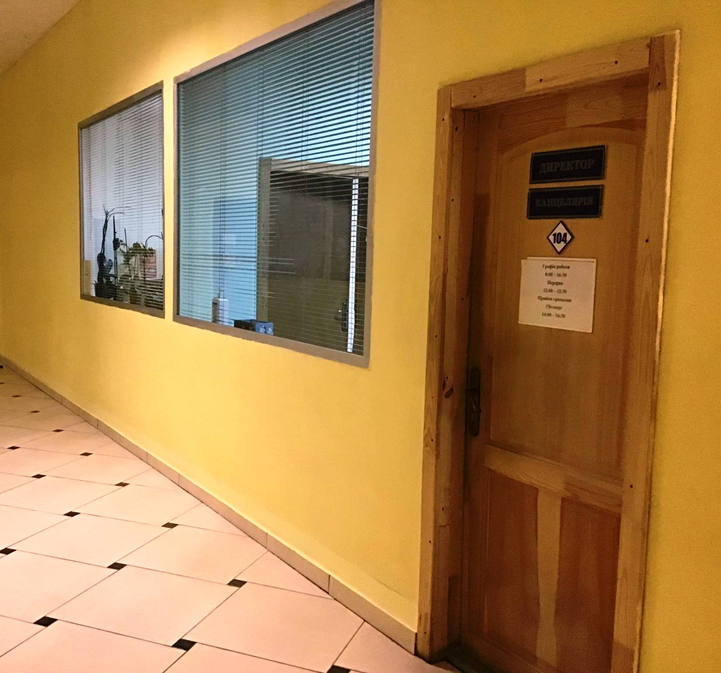 ДИРЕКТОР
КАНЦЕЛЯРІЯ
104
Графік роботи
8:00 - 16:30
Перерва
12:00 - 12:30
Прийом громадян
Четвер
14:00 - 16:30